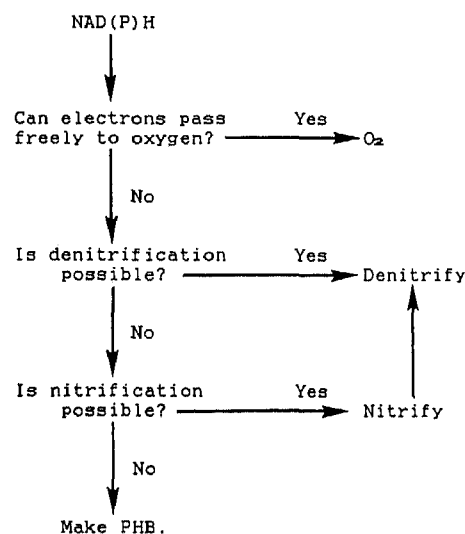 NAD(P)H
Can electrons pass
freely to oxygen?
Yes
O₂
No
Is denitrification
possible?
Yes
Denitrify
No
Is nitrification
possible?
Yes
Nitrify
No
Make PHB.